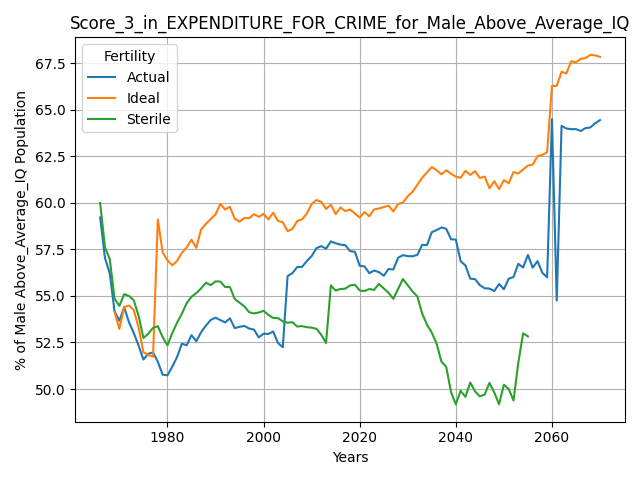 Score_3_in_EXPENDITURE_FOR_CRIME_for_Male_Above_Average_IQ
Fertility
Actual
Ideal
Sterile
% of Male Above_Average_IQ Population
67.5
65.0
62.5
60.0
57.5
55.0
52.5
50.0
1980
2000
2020
2040
2060
Years